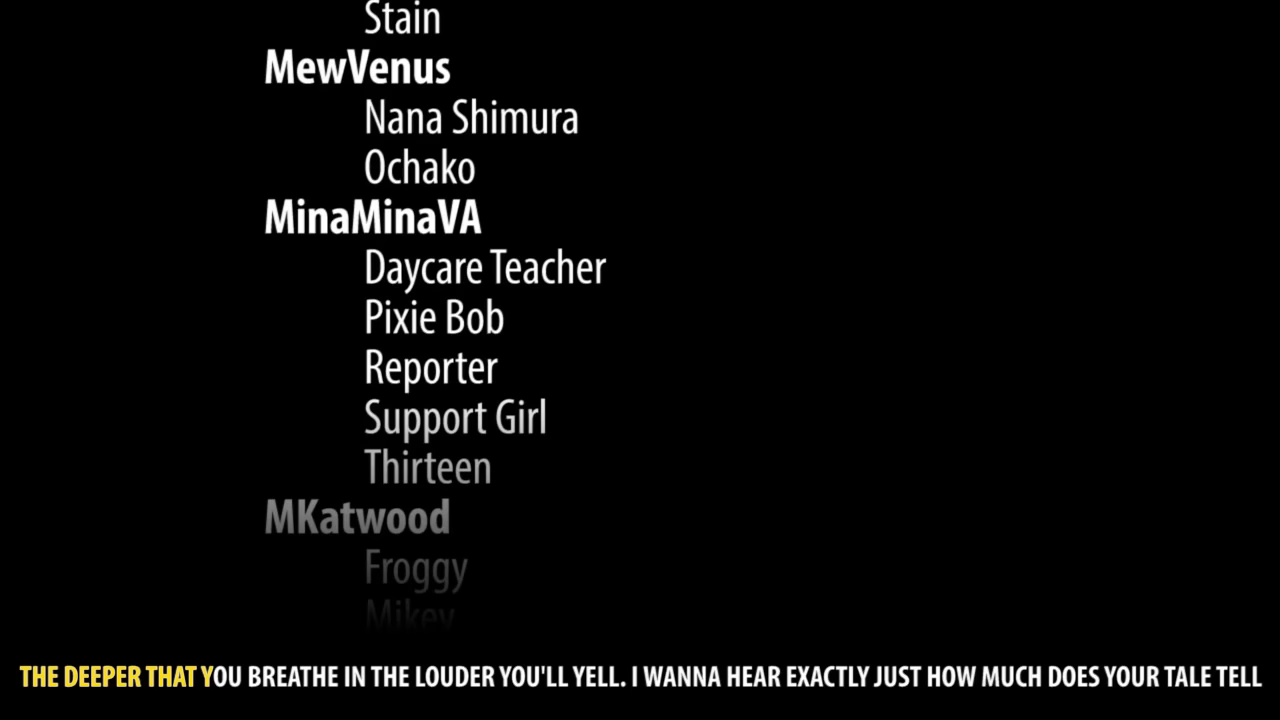 Stain
MewVenus
Nana Shimura
Ochako
MinaMinaVA
Daycare Teacher
Pixie Bob
Reporter
Support Girl
Thirteen
MKatwood
Froggy
Mikey
THE DEEPER THAT YOU BREATHE IN THE LOUDER YOU'LL YELL. I WANNA HEAR EXACTLY JUST HOW MUCH DOES YOUR TALE TELL